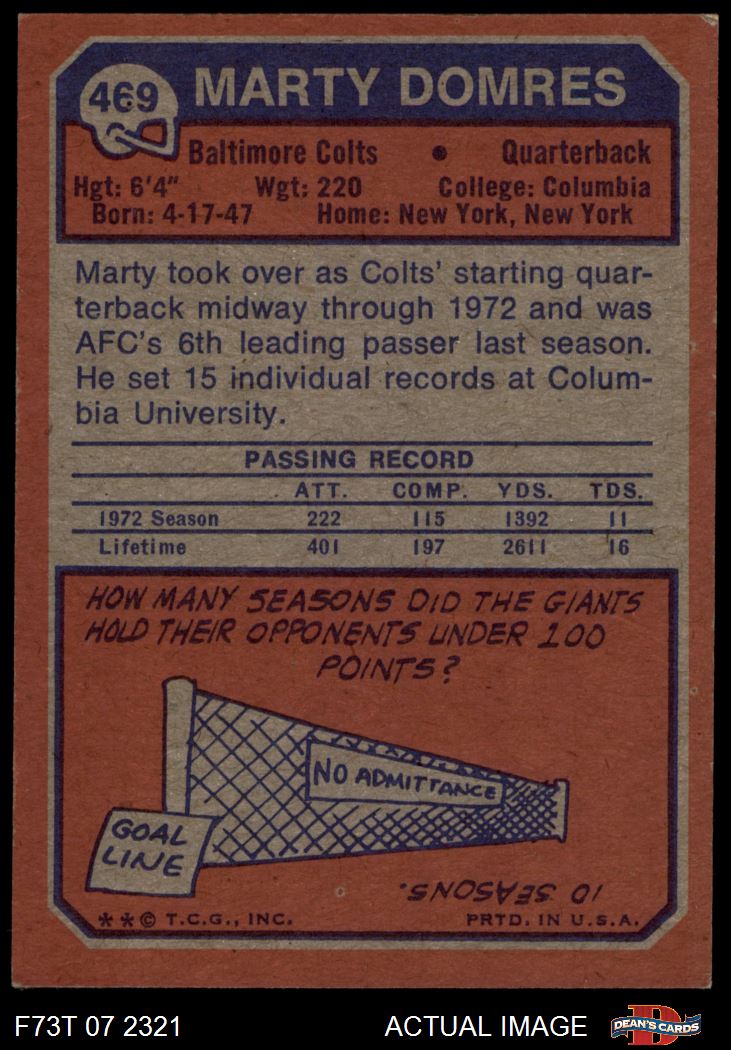 469 MARTY DOMRES
Baltimore Colts • Quarterback
Hgt: 6'4" Wgt: 220 College: Columbia
Born: 4-17-47 Home: New York, New York
Marty took over as Colts' starting quar-
terback midway through 1972 and was
AFC's 6th leading passer last season.
He set 15 individual records at Colum-
bia University.
PASSING RECORD
ATT. COMP. YDS. TDS.
1972 Season 222 115 1392 11
Lifetime 401 197 2611 16
HOW MANY SEASONS DID THE GIANTS
HOLD THEIR OPPONENTS UNDER 100
POINTS?
NO ADMITTANCE
GOAL
LINE
10 SEASONS.
**© T.C.G., INC. PRTD. IN U.S.A.
F73T 07 2321 ACTUAL IMAGE D DEAN'S CARDS